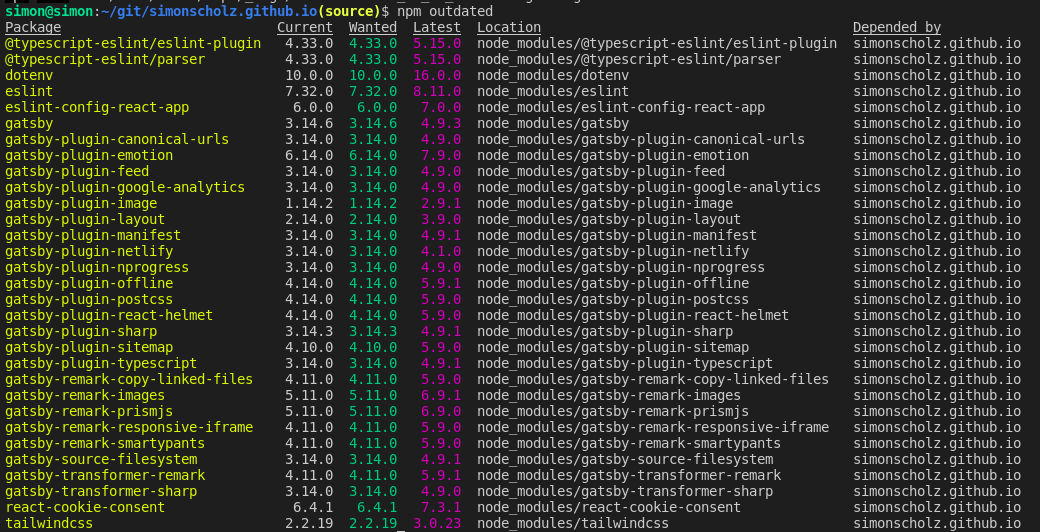 simon@simon:~/git/simonscholz.github.io(source)$ npm outdated
Package Current Wanted Latest Location Depended by
@typescript-eslint/eslint-plugin 4.33.0 4.33.0 5.15.0 node_modules/@typescript-eslint/eslint-plugin simonscholz.github.io
@typescript-eslint/parser 4.33.0 4.33.0 5.15.0 node_modules/@typescript-eslint/parser simonscholz.github.io
dotenv 10.0.0 10.0.0 16.0.0 node_modules/dotenv simonscholz.github.io
eslint 7.32.0 7.32.0 8.11.0 node_modules/eslint simonscholz.github.io
eslint-config-react-app 6.0.0 6.0.0 7.0.0 node_modules/eslint-config-react-app simonscholz.github.io
gatsby 3.14.6 3.14.6 4.9.3 node_modules/gatsby simonscholz.github.io
gatsby-plugin-canonical-urls 3.14.0 3.14.0 4.9.0 node_modules/gatsby-plugin-canonical-urls simonscholz.github.io
gatsby-plugin-emotion 6.14.0 6.14.0 7.9.0 node_modules/gatsby-plugin-emotion simonscholz.github.io
gatsby-plugin-feed 3.14.0 3.14.0 4.9.0 node_modules/gatsby-plugin-feed simonscholz.github.io
gatsby-plugin-google-analytics 3.14.0 3.14.0 4.9.0 node_modules/gatsby-plugin-google-analytics simonscholz.github.io
gatsby-plugin-image 1.14.2 1.14.2 2.9.1 node_modules/gatsby-plugin-image simonscholz.github.io
gatsby-plugin-layout 2.14.0 2.14.0 3.9.0 node_modules/gatsby-plugin-layout simonscholz.github.io
gatsby-plugin-manifest 3.14.0 3.14.0 4.9.1 node_modules/gatsby-plugin-manifest simonscholz.github.io
gatsby-plugin-netlify 3.14.0 3.14.0 4.1.0 node_modules/gatsby-plugin-netlify simonscholz.github.io
gatsby-plugin-nprogress 3.14.0 3.14.0 4.9.0 node_modules/gatsby-plugin-nprogress simonscholz.github.io
gatsby-plugin-offline 4.14.0 4.14.0 5.9.1 node_modules/gatsby-plugin-offline simonscholz.github.io
gatsby-plugin-postcss 4.14.0 4.14.0 5.9.0 node_modules/gatsby-plugin-postcss simonscholz.github.io
gatsby-plugin-react-helmet 4.14.0 4.14.0 5.9.0 node_modules/gatsby-plugin-react-helmet simonscholz.github.io
gatsby-plugin-sharp 3.14.3 3.14.3 4.9.1 node_modules/gatsby-plugin-sharp simonscholz.github.io
gatsby-plugin-sitemap 4.10.0 4.10.0 5.9.0 node_modules/gatsby-plugin-sitemap simonscholz.github.io
gatsby-plugin-typescript 3.14.0 3.14.0 4.9.1 node_modules/gatsby-plugin-typescript simonscholz.github.io
gatsby-remark-copy-linked-files 4.11.0 4.11.0 5.9.0 node_modules/gatsby-remark-copy-linked-files simonscholz.github.io
gatsby-remark-images 5.11.0 5.11.0 6.9.1 node_modules/gatsby-remark-images simonscholz.github.io
gatsby-remark-prismjs 5.11.0 5.11.0 6.9.0 node_modules/gatsby-remark-prismjs simonscholz.github.io
gatsby-remark-responsive-iframe 4.11.0 4.11.0 5.9.0 node_modules/gatsby-remark-responsive-iframe simonscholz.github.io
gatsby-remark-smartypants 4.11.0 4.11.0 5.9.0 node_modules/gatsby-remark-smartypants simonscholz.github.io
gatsby-source-filesystem 3.14.0 3.14.0 4.9.1 node_modules/gatsby-source-filesystem simonscholz.github.io
gatsby-transformer-remark 4.11.0 4.11.0 5.9.1 node_modules/gatsby-transformer-remark simonscholz.github.io
gatsby-transformer-sharp 3.14.0 3.14.0 4.9.0 node_modules/gatsby-transformer-sharp simonscholz.github.io
react-cookie-consent 6.4.1 6.4.1 7.3.1 node_modules/react-cookie-consent simonscholz.github.io
tailwindcss 2.2.19 2.2.19 3.0.23 node_modules/tailwindcss simonscholz.github.io